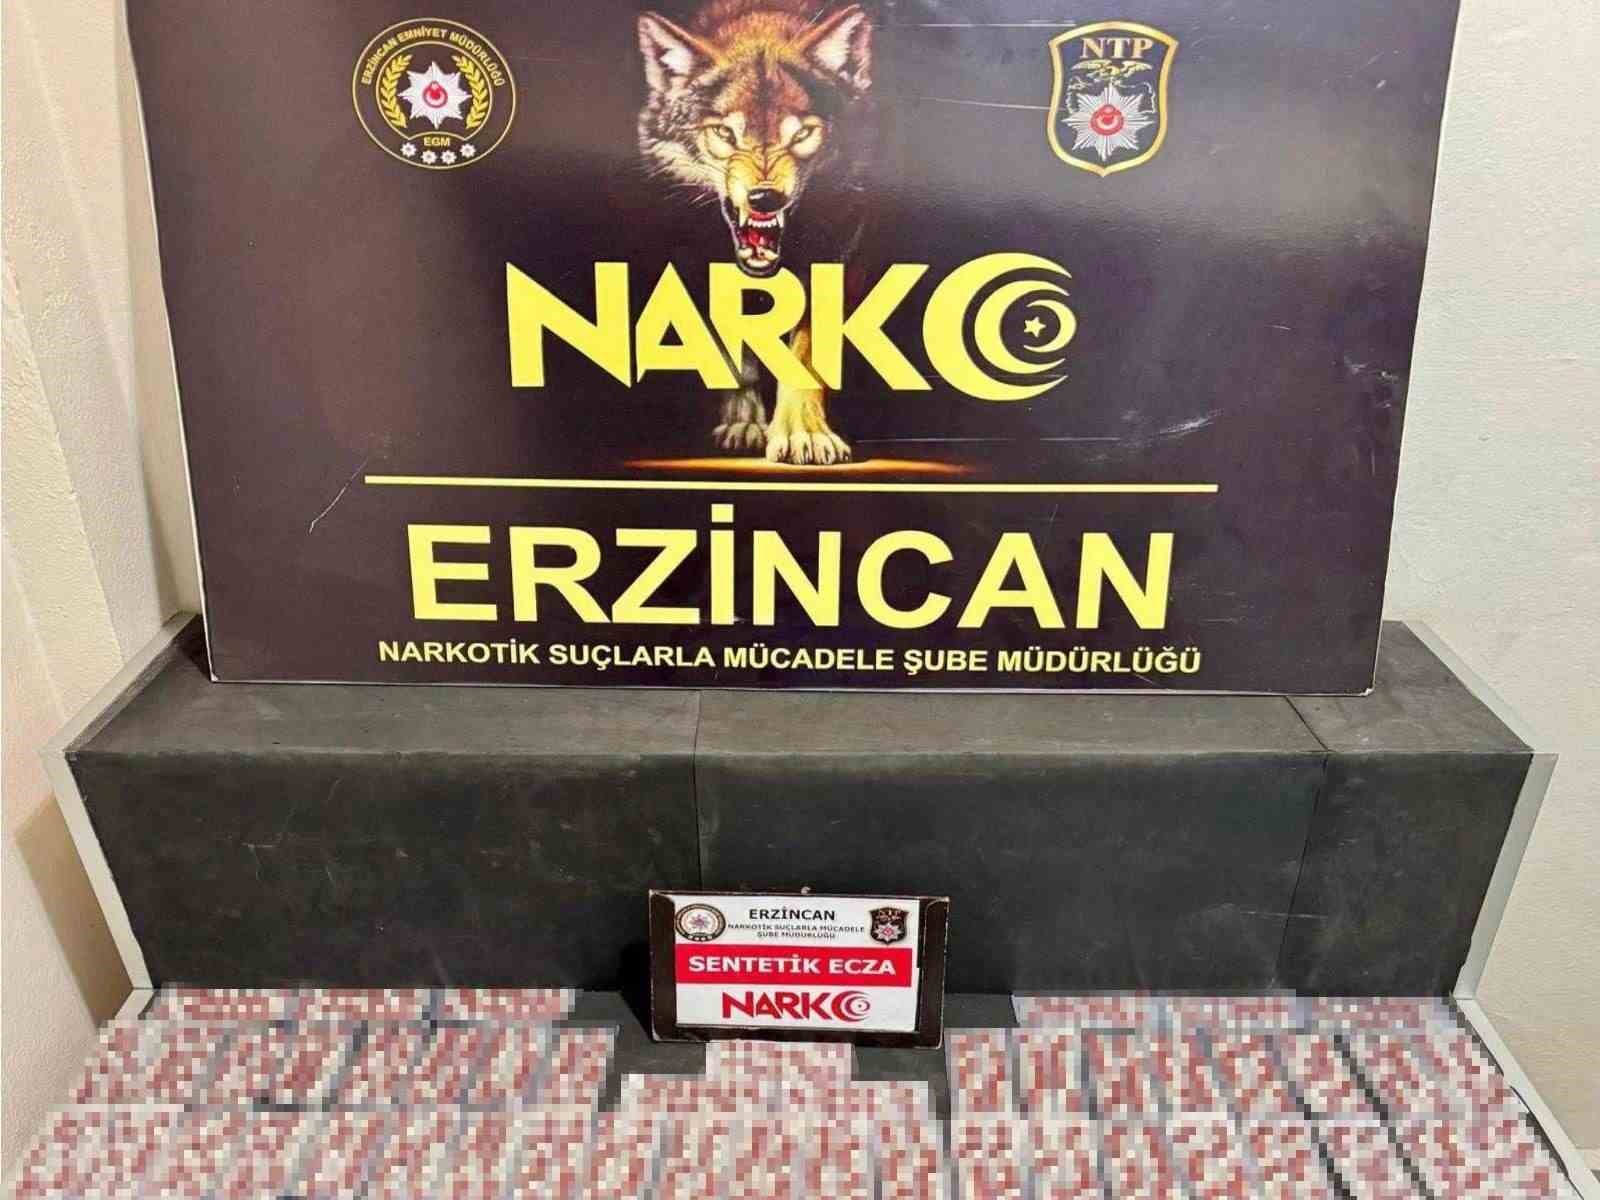 ERZİNCAN EMNİYET MÜDÜRLÜĞÜ
EGM
NTP
NARKO
ERZİNCAN
NARKOTİK SUÇLARLA MÜCADELE ŞUBE MÜDÜRLÜĞÜ
ERZİNCAN
NARKOTİK SUÇLARLA MÜCADELE
ŞUBE MÜDÜRLÜĞÜ
NTP
SENTETİK ECZA
NARKO